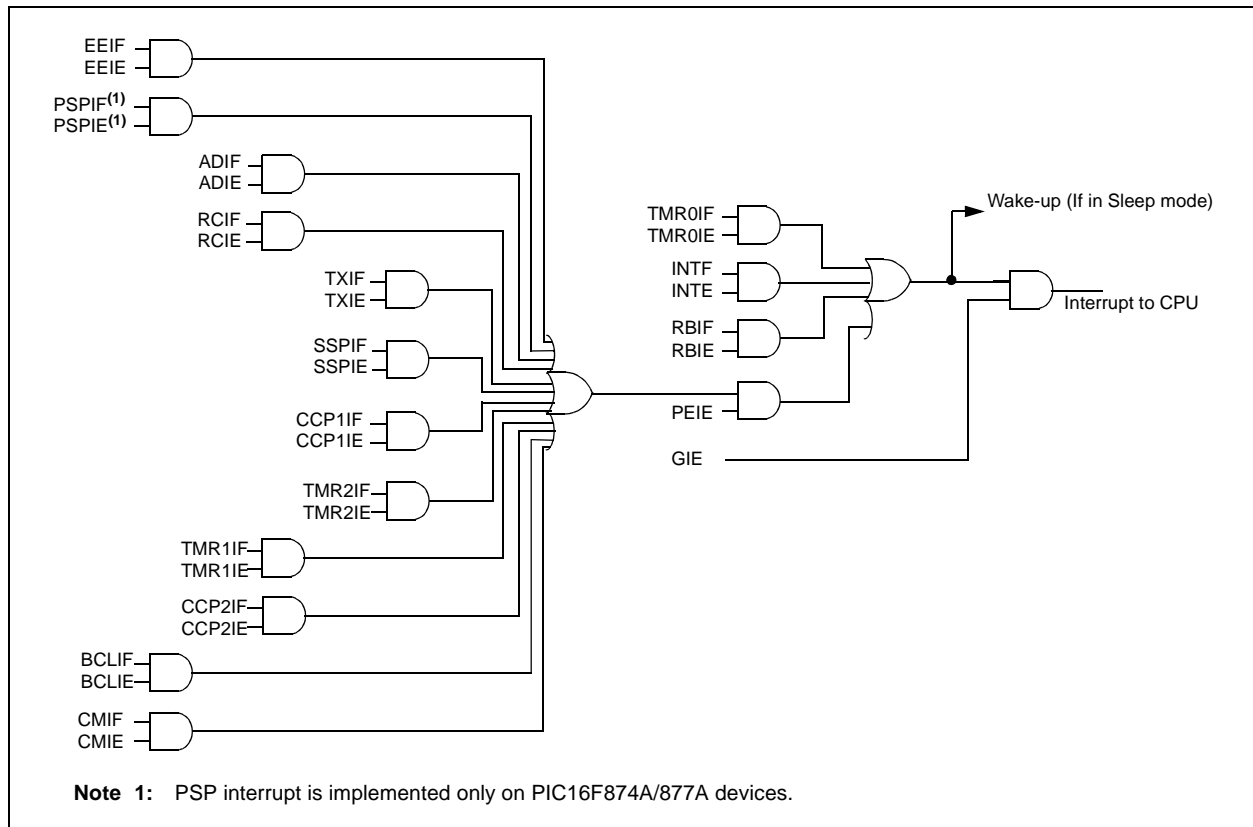 EEIF
EEIE
PSPIF(1)
PSPIE(1)
ADIF
ADIE
RCIF
RCIE
TXIF
TXIE
SSPIF
SSPIE
CCP1IF
CCP1IE
TMR2IF
TMR2IE
TMR1IF
TMR1IE
CCP2IF
CCP2IE
BCLIF
BCLIE
CMIF
CMIE
TMR0IF
TMR0IE
INTF
INTE
RBIF
RBIE
PEIE
GIE
Wake-up (If in Sleep mode)
Interrupt to CPU
Note 1: PSP interrupt is implemented only on PIC16F874A/877A devices.